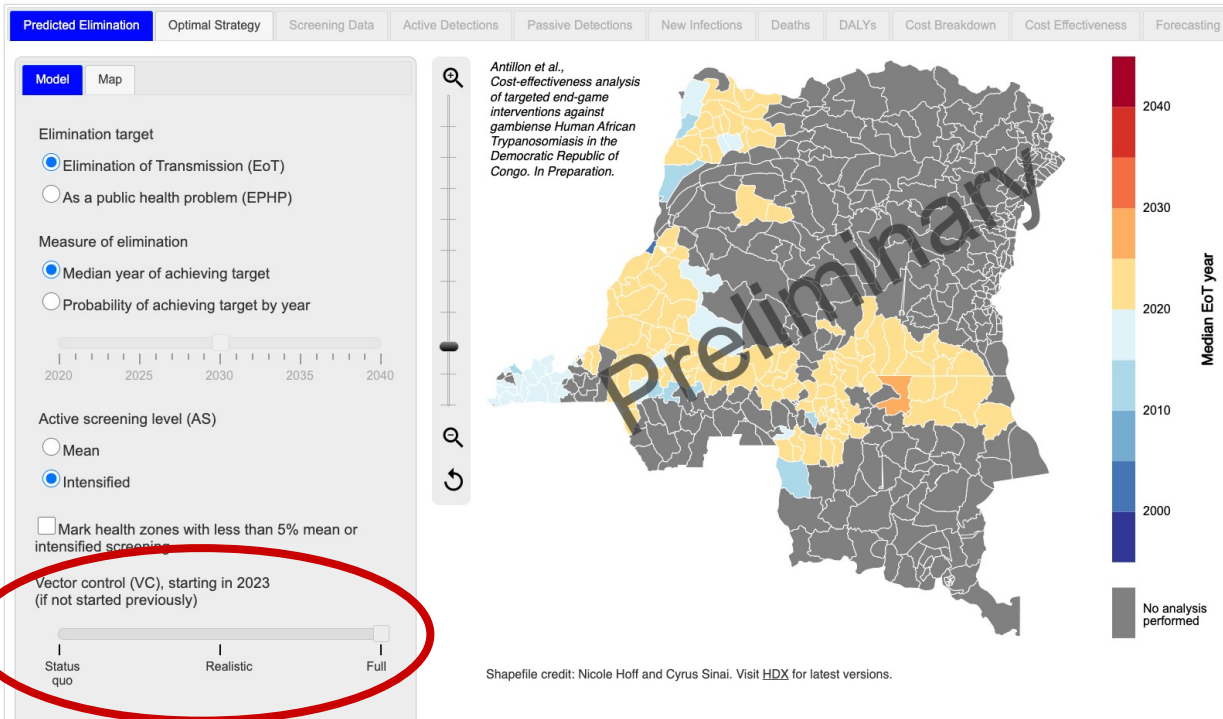 Predicted Elimination
Optimal Strategy
Screening Data
Active Detections
Passive Detections
New Infections
Deaths
DALYs
Cost Breakdown
Cost Effectiveness
Forecasting
Model
Map
Elimination target
Elimination of Transmission (EoT)
As a public health problem (EPHP)
Measure of elimination
Median year of achieving target
Probability of achieving target by year
2020
2025
2030
2035
2040
Active screening level (AS)
Mean
Intensified
Mark health zones with less than 5% mean or
intensified screening
Vector control (VC), starting in 2023
(if not started previously)
Status
quo
Realistic
Full
Antillon et al.,
Cost-effectiveness analysis
of targeted end-game
interventions against
gambiense Human African
Trypanosomiasis in the
Democratic Republic of
Congo. In Preparation.
Preliminary
2040
2030
2020
2010
2000
Median EoT year
No analysis
performed
Shapefile credit: Nicole Hoff and Cyrus Sinai. Visit HDX for latest versions.